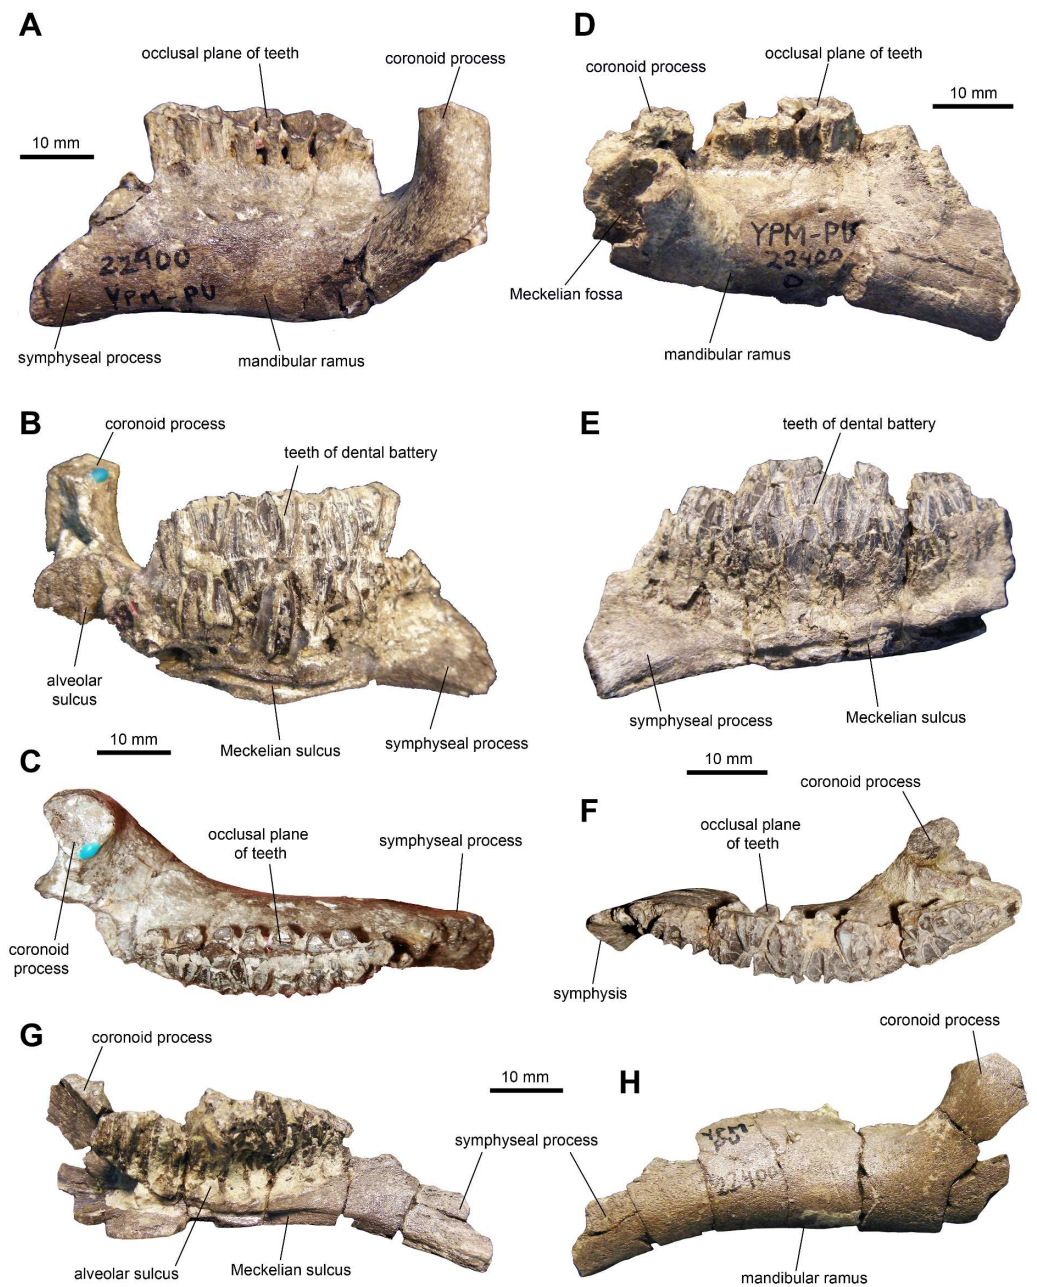 A
occlusal plane of teeth
coronoid process
10 mm
22400
YPM-PU
symphyseal process
mandibular ramus
D
coronoid process
occlusal plane of teeth
10 mm
YPM-PU
22400
D
Meckelian fossa
mandibular ramus
B
coronoid process
teeth of dental battery
alveolar
sulcus
10 mm
Meckelian sulcus
symphyseal process
E
teeth of dental battery
symphyseal process
Meckelian sulcus
10 mm
C
occlusal plane
of teeth
symphyseal process
coronoid
process
F
coronoid process
occlusal plane
of teeth
symphysis
G
coronoid process
10 mm
symphyseal process
alveolar sulcus
Meckelian sulcus
H
coronoid process
YPM
PU
22400
mandibular ramus